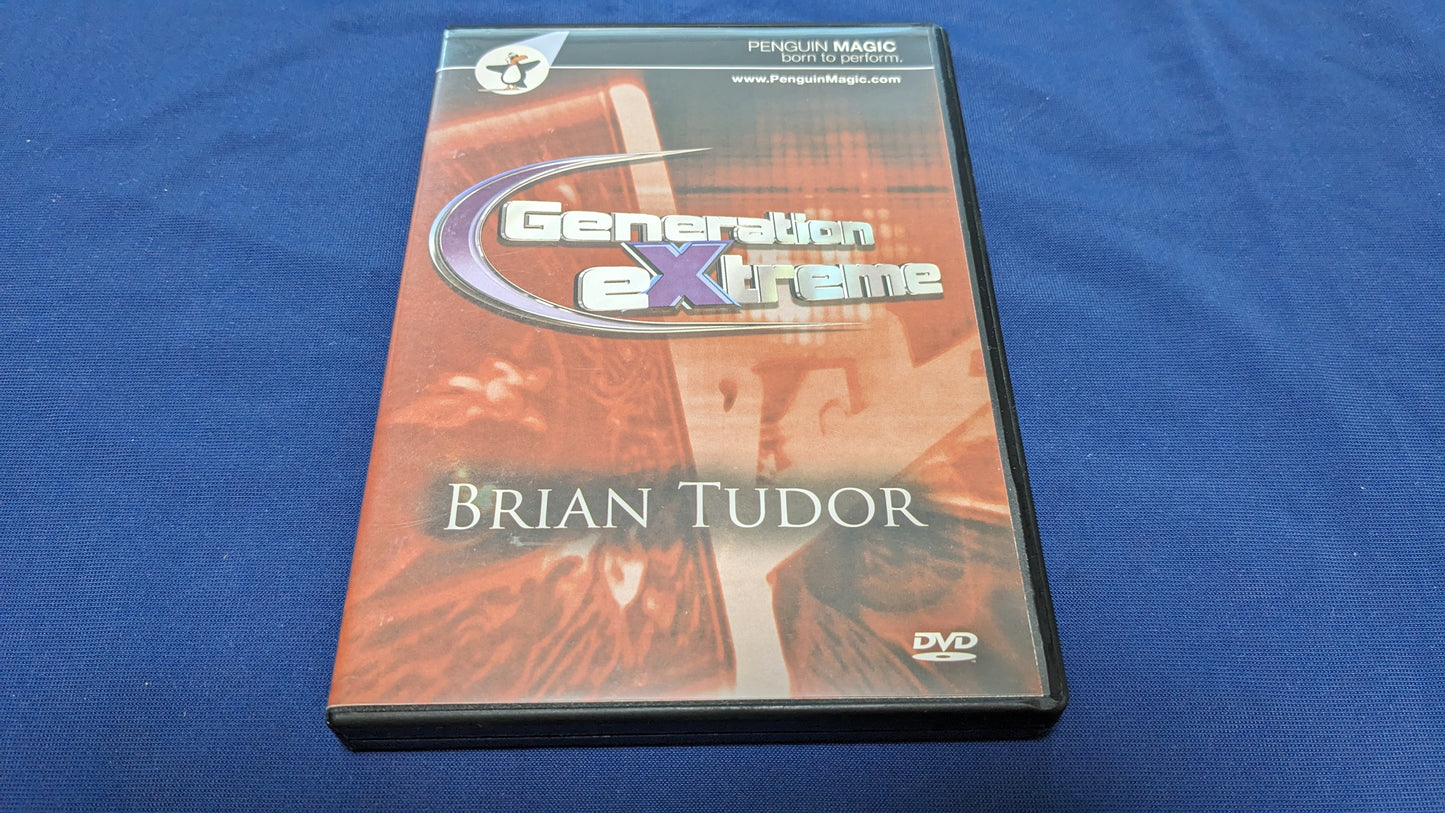 PENGUIN MAGIC
born to perform.
www.PenguinMagic.com
Generation
eXtreme
BRIAN TUDOR
DVD